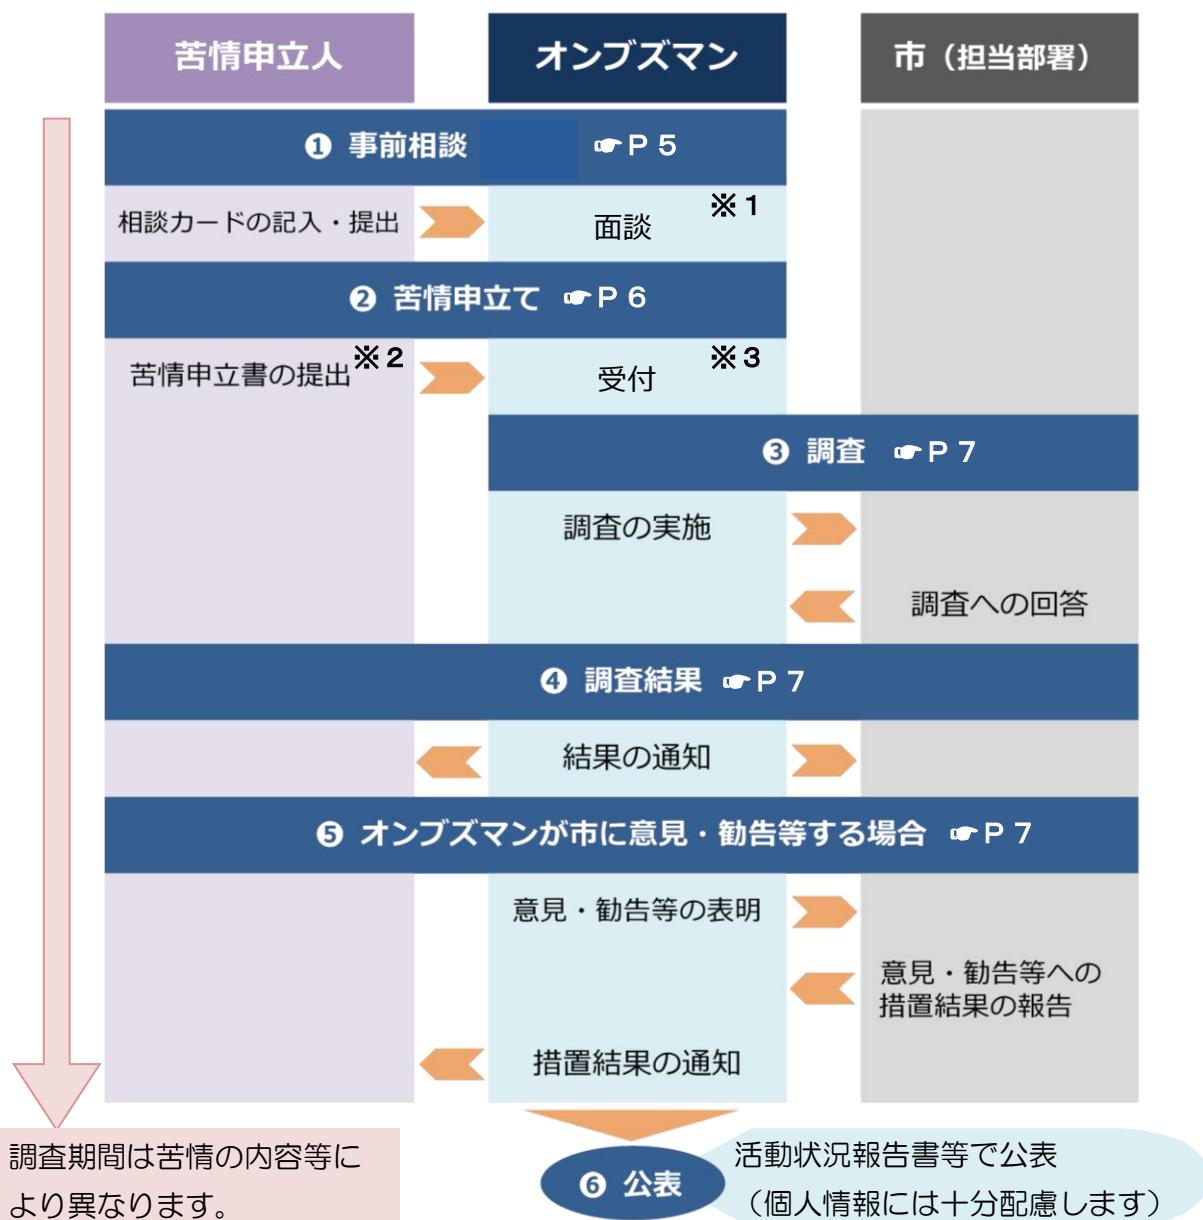 苦情申立人
オンブズマン
市（担当部署）
❶ 事前相談 ☛P 5
相談カードの記入・提出
面談
※1
❷ 苦情申立て ☛P 6
苦情申立書の提出
※2
受付
※3
❸ 調査 ☛P 7
調査の実施
調査への回答
❹ 調査結果 ☛P 7
結果の通知
❺ オンブズマンが市に意見・勧告等する場合 ☛P 7
意見・勧告等の表明
意見・勧告等への
措置結果の報告
措置結果の通知
調査期間は苦情の内容等に
より異なります。
❻ 公表
活動状況報告書等で公表
（個人情報には十分配慮します）